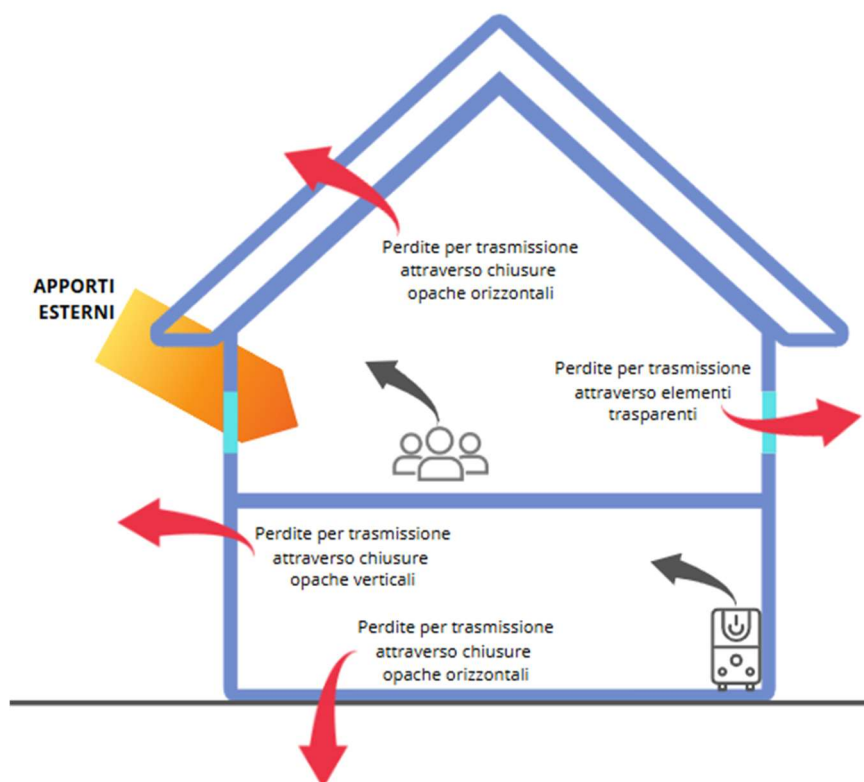 Perdite per trasmissione
attraverso chiusure
opache orizzontali
APPORTI
ESTERNI
Perdite per trasmissione
attraverso elementi
trasparenti
Perdite per trasmissione
attraverso chiusure
opache verticali
Perdite per trasmissione
attraverso chiusure
opache orizzontali